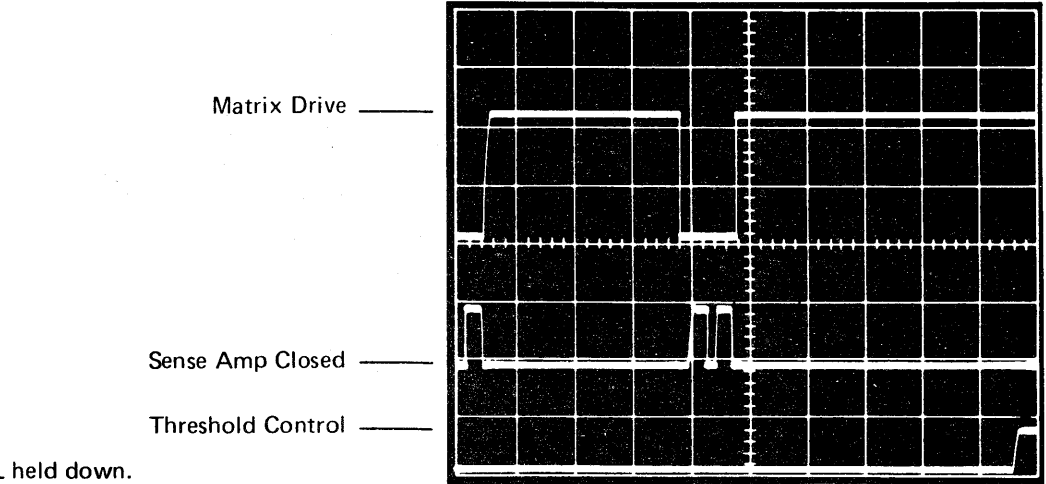 Matrix Drive
Sense Amp Closed
Threshold Control
held down.